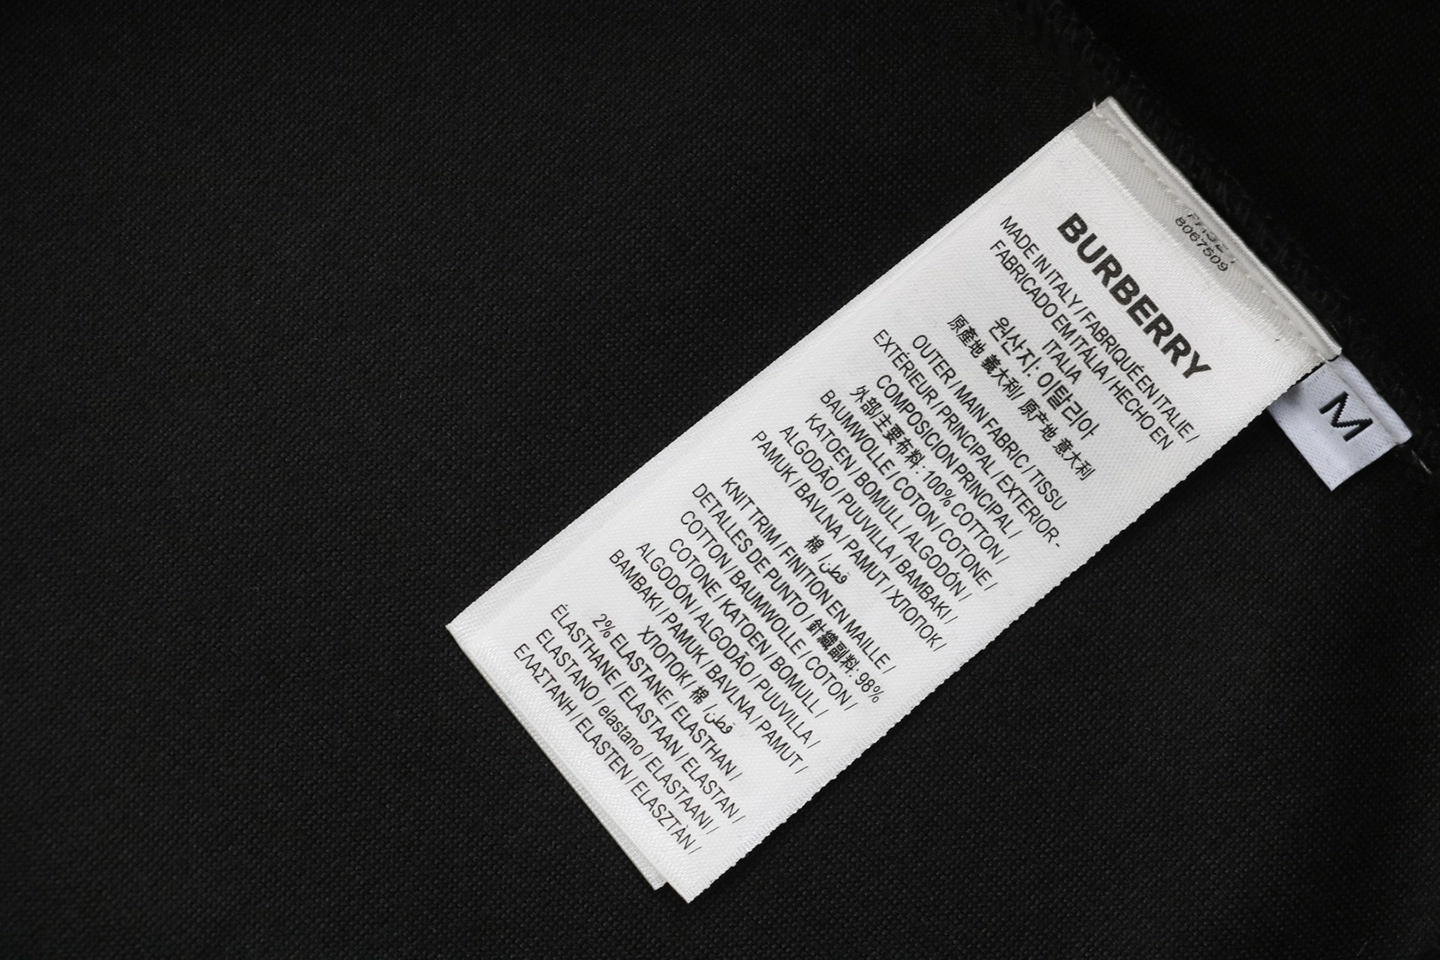 8067509
BURBERRY
MADE IN ITALY / FABRIQUÉ EN ITALIE /
FABRICADO EM ITÁLIA / HECHO EN
ITALIA
원산지: 이탈리아
原產地 義大利/ 原产地 意大利
OUTER / MAIN FABRIC / TISSU
EXTÉRIEUR / PRINCIPAL / EXTERIOR -
COMPOSICION PRINCIPAL /
外部/主要布料: 100% COTTON /
BAUMWOLLE / COTON / COTONE /
KATOEN / BOMULL / ALGODÓN /
ALGODÃO / PUUVILLA / BAMBAKI /
PAMUK / BAVLNA / PAMUT / ΧΠΟΠΟΚ /
棉 / قطن
KNIT TRIM / FINITION EN MAILLE /
DETALLES DE PUNTO / 針織副料: 98%
COTTON / BAUMWOLLE / COTON /
COTONE / KATOEN / BOMULL /
ALGODÓN / ALGODÃO / PUUVILLA /
BAMBAKI / PAMUK / BAVLNA / PAMUT /
ΧΠΟΠΟΚ / 棉 / قطن
2% ELASTANE / ELASTHAN /
ÉLASTHANE / ELASTAAN / ELASTAN /
ELASTANO / elastano / ELASTAANI /
ΕΛΑΣΤΑΝΗ / ELASTEN / ELASZTÀN /
M